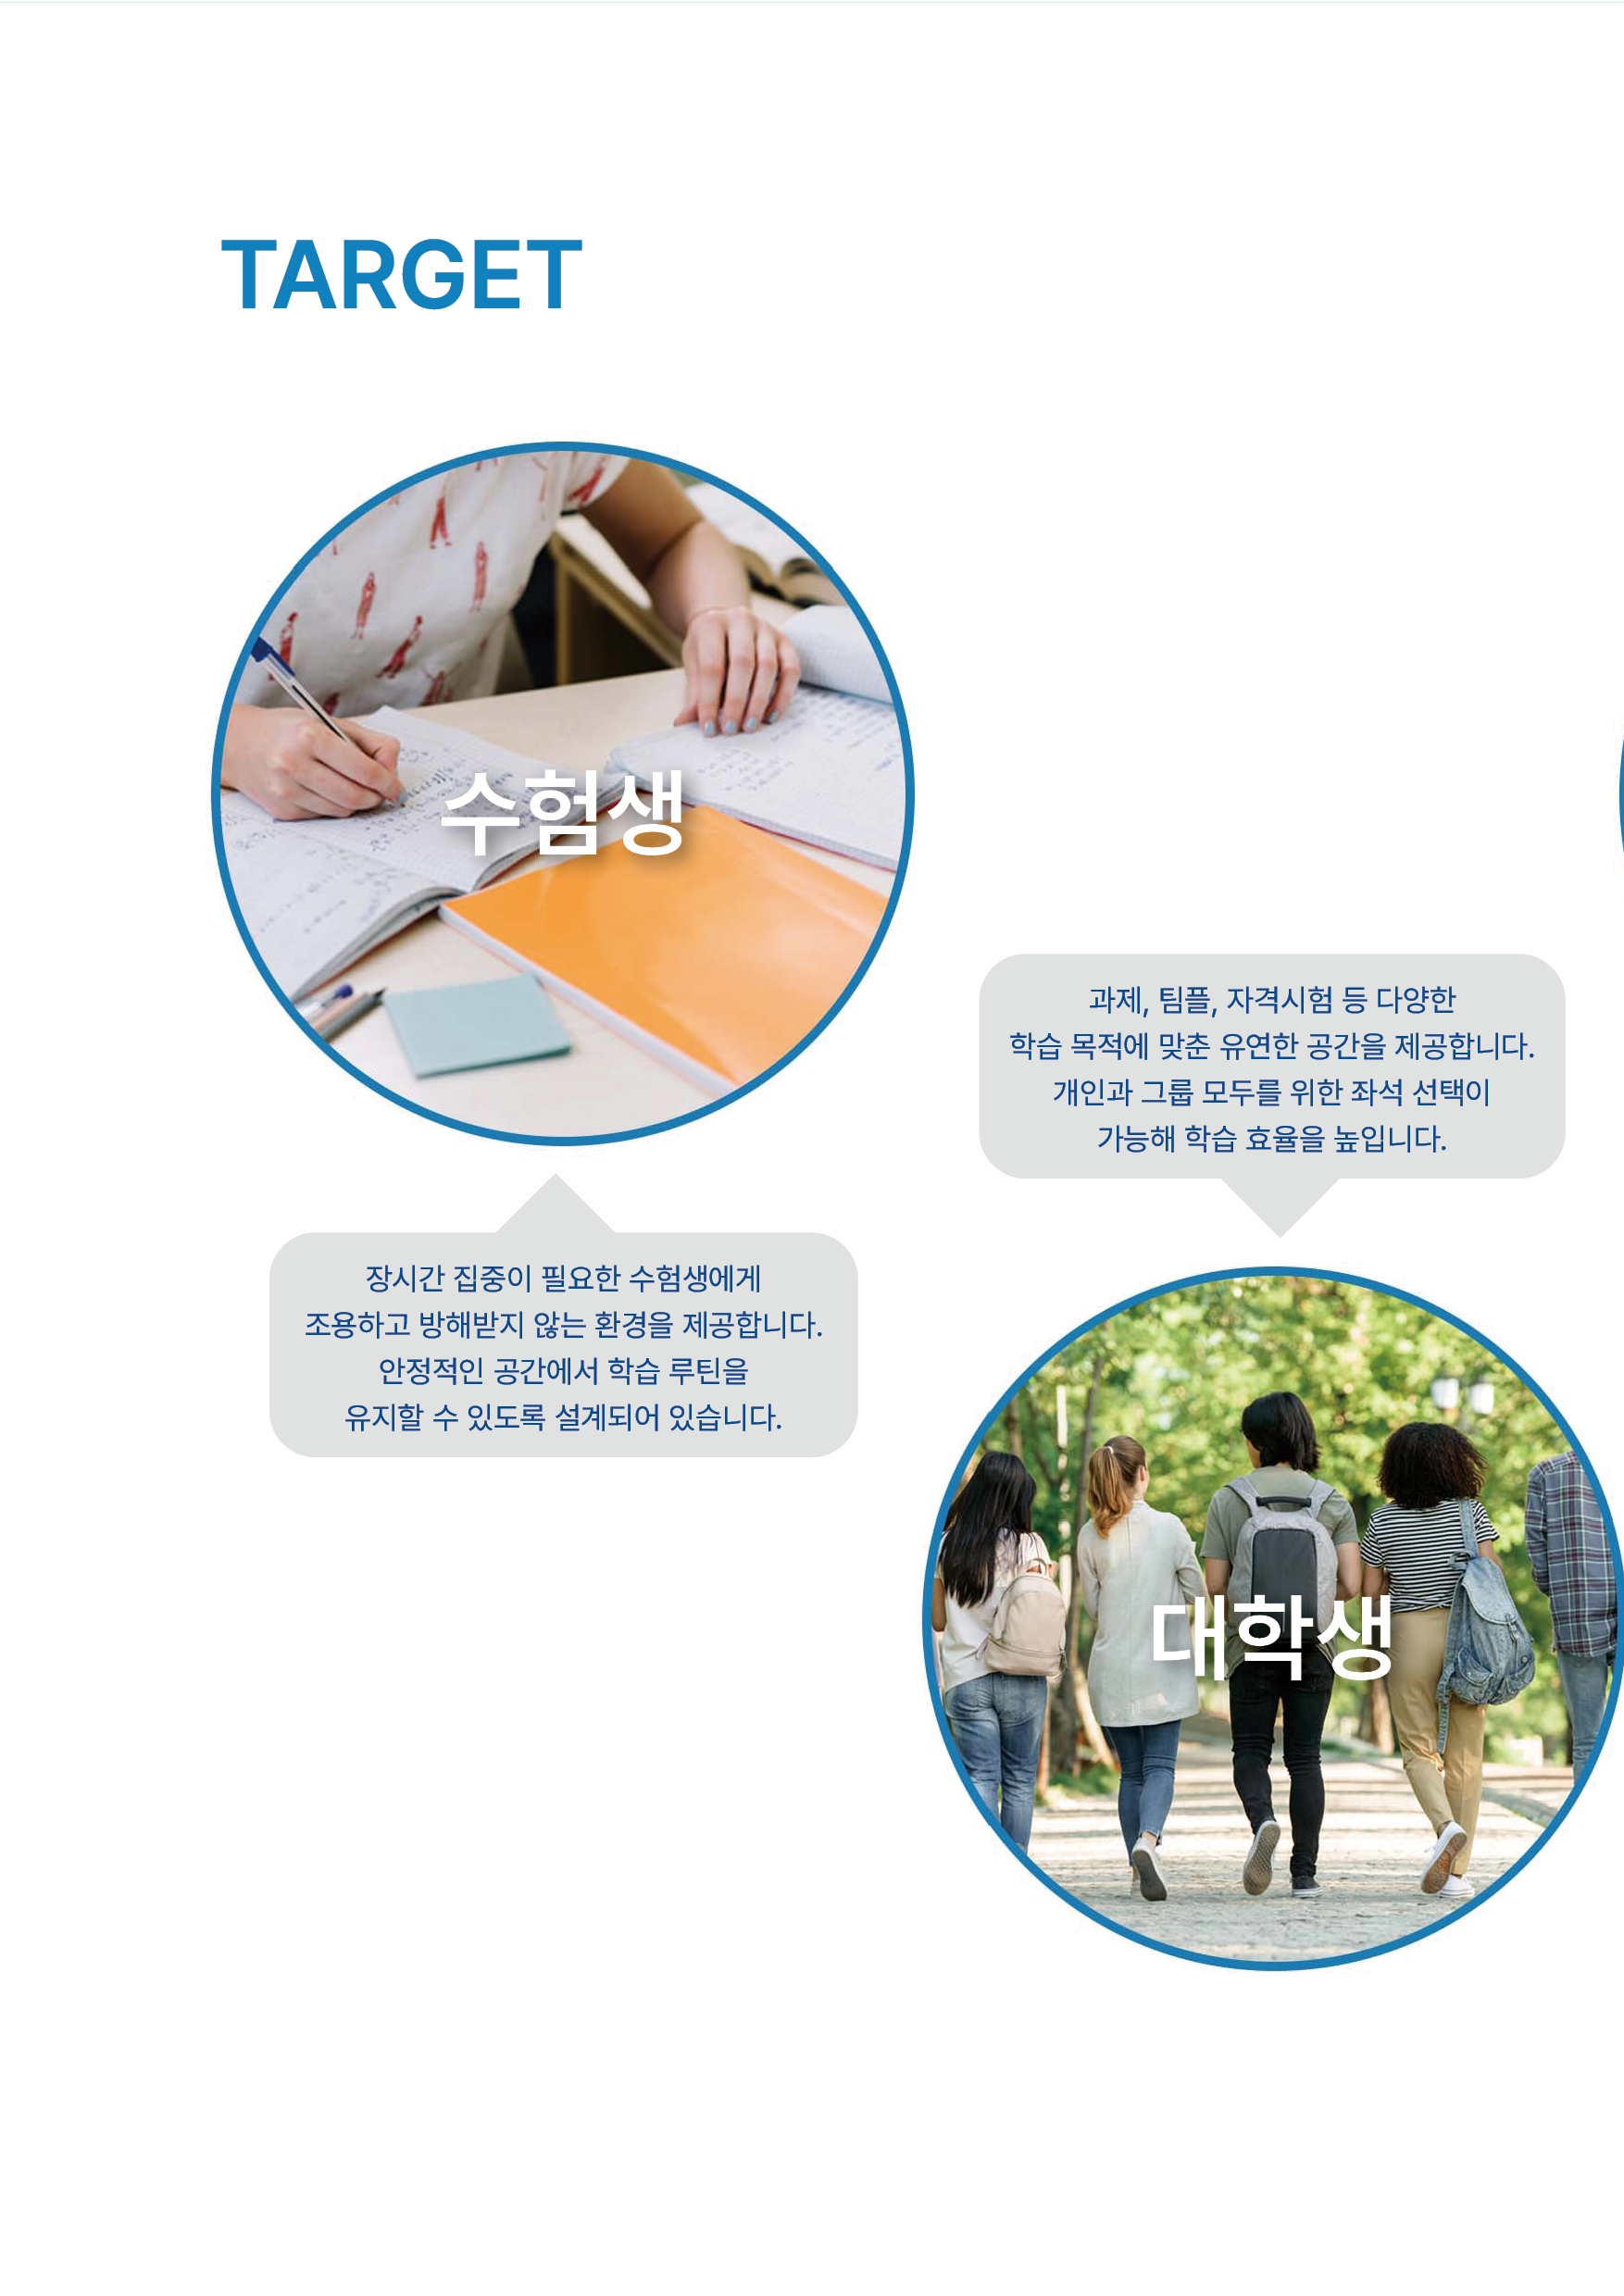 TARGET
수험생
장시간 집중이 필요한 수험생에게
조용하고 방해받지 않는 환경을 제공합니다.
안정적인 공간에서 학습 루틴을
유지할 수 있도록 설계되어 있습니다.
과제, 팀플, 자격시험 등 다양한
학습 목적에 맞춘 유연한 공간을 제공합니다.
개인과 그룹 모두를 위한 좌석 선택이
가능해 학습 효율을 높입니다.
대학생